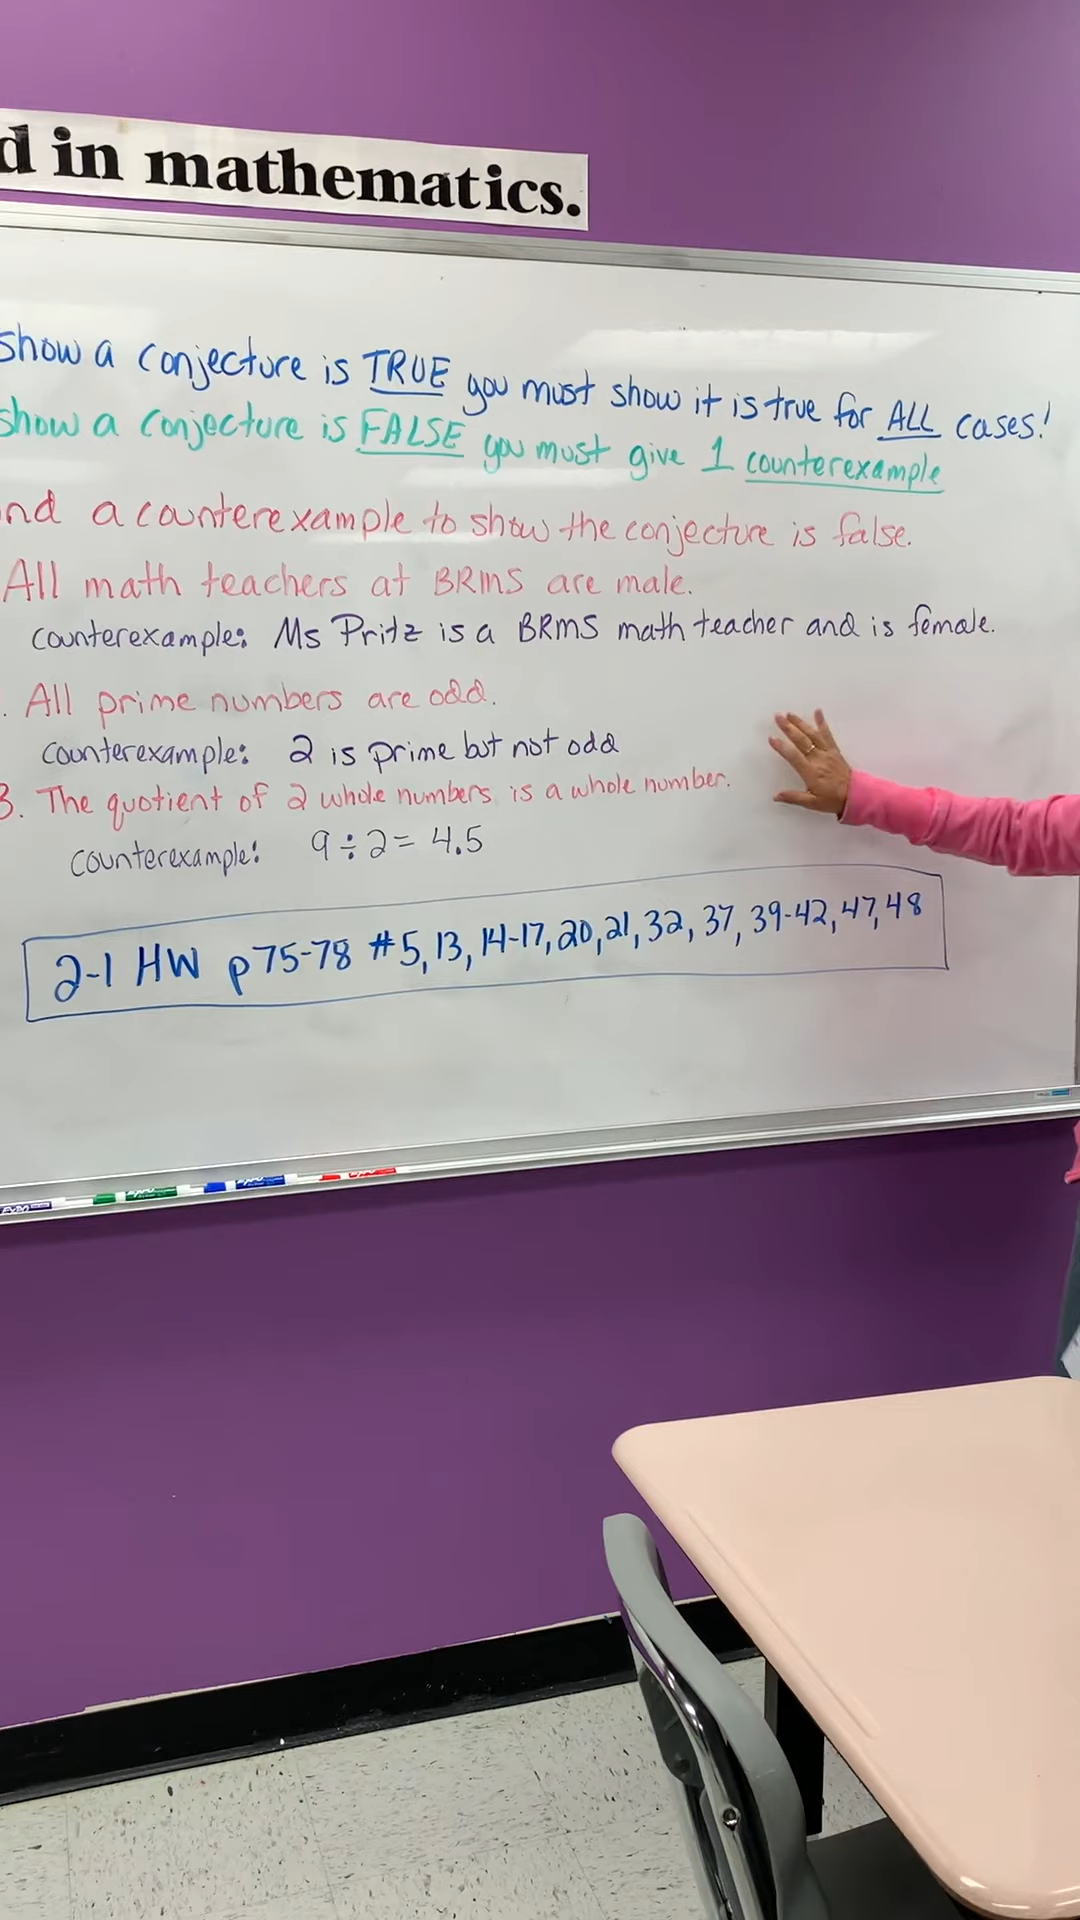 d in mathematics.
show a conjecture is TRUE you must show it is true for ALL cases!
show a conjecture is FALSE you must give 1 counterexample
nd a counterexample to show the conjecture is false.
All math teachers at BRMS are male.
counterexample: Ms Pritz is a BRMS math teacher and is female.
. All prime numbers are odd.
counterexample: 2 is prime but not odd
3. The quotient of 2 whole numbers is a whole number.
counterexample: 9 ÷ 2 = 4.5
2-1 HW p75-78 #5, 13, 14-17, 20, 21, 32, 37, 39-42, 47, 48
EXPO